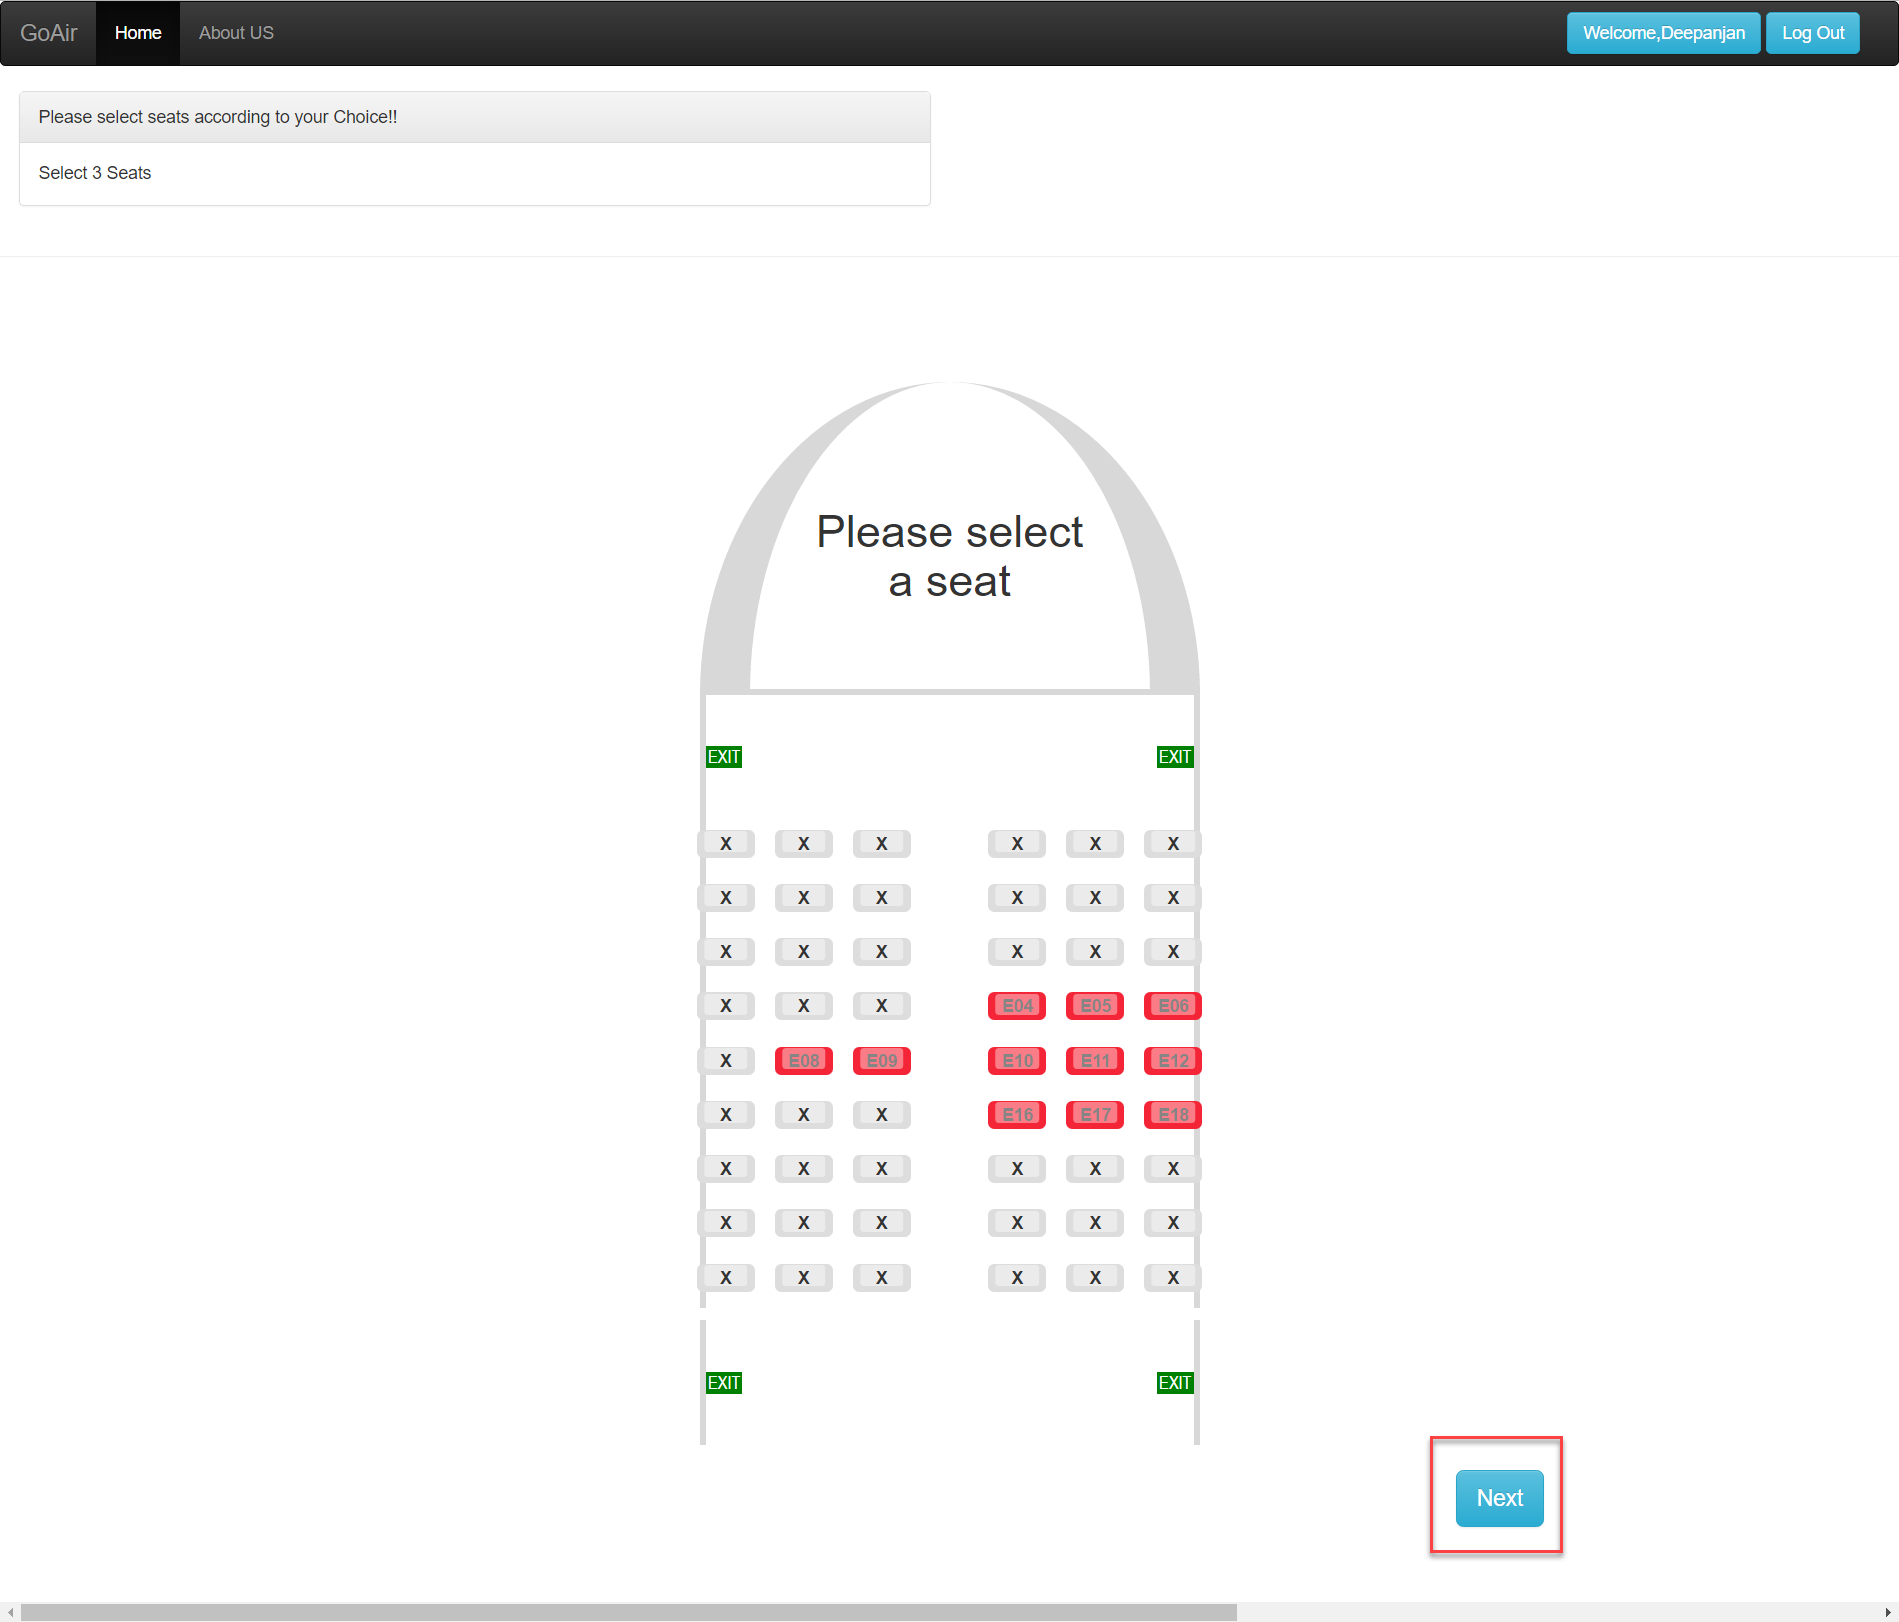 GoAir Home About US Welcome,Deepanjan Log Out
Please select seats according to your Choice!!
Select 3 Seats
Please select
a seat
EXIT EXIT
X X X X X X
X X X X X X
X X X X X X
X X X E04 E05 E06
X E08 E09 E10 E11 E12
X X X E16 E17 E18
X X X X X X
X X X X X X
X X X X X X
EXIT EXIT
Next